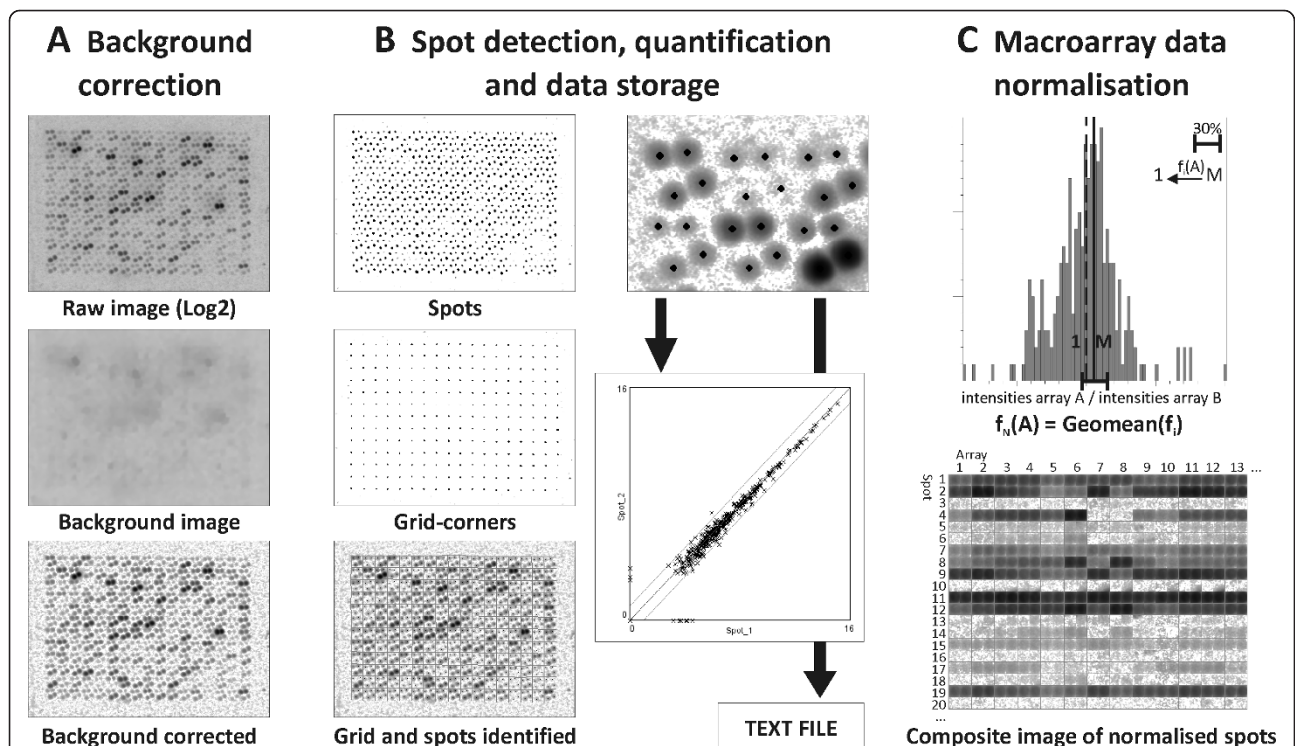 A Background
correction
Raw image (Log2)
Background image
Background corrected
B Spot detection, quantification
and data storage
Spots
Grid-corners
Grid and spots identified
16
Spot_2
0
0
Spot_1
16
TEXT FILE
C Macroarray data
normalisation
30%
1 fᵢ(A) M
1 M
intensities array A / intensities array B
f_N(A) = Geomean(fᵢ)
Array
1 2 3 4 5 6 7 8 9 10 11 12 13 ...
Spot
1
2
3
4
5
6
7
8
9
10
11
12
13
14
15
16
17
18
19
20
...
Composite image of normalised spots